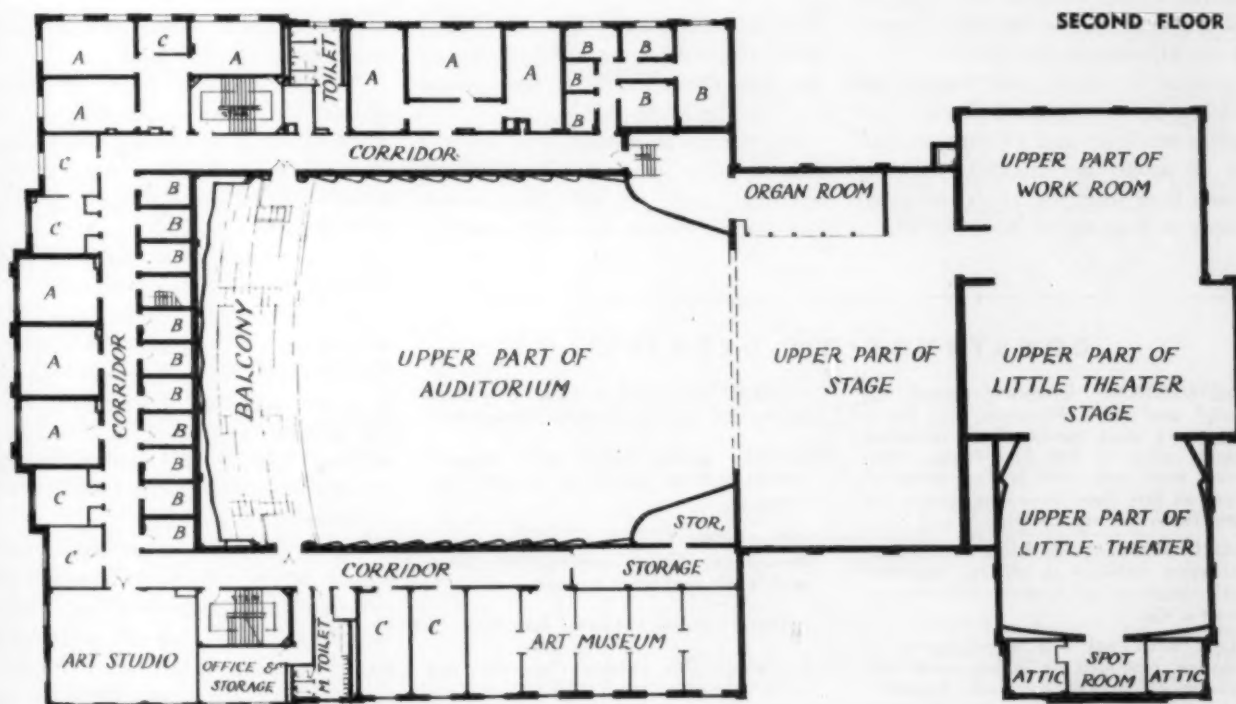 SECOND FLOOR
C
A
A
TOILET
A
A
A
B
B
B
B
B
B
A
CORRIDOR
C
C
A
A
A
C
C
CORRIDOR
B
B
B
B
B
B
B
B
B
B
BALCONY
UPPER PART OF
AUDITORIUM
ORGAN ROOM
UPPER PART OF
STAGE
UPPER PART OF
WORK ROOM
UPPER PART OF
LITTLE THEATER
STAGE
UPPER PART OF
LITTLE THEATER
STOR.
CORRIDOR
STORAGE
ART STUDIO
OFFICE &
STORAGE
M. TOILET
C
C
ART MUSEUM
ATTIC
SPOT
ROOM
ATTIC